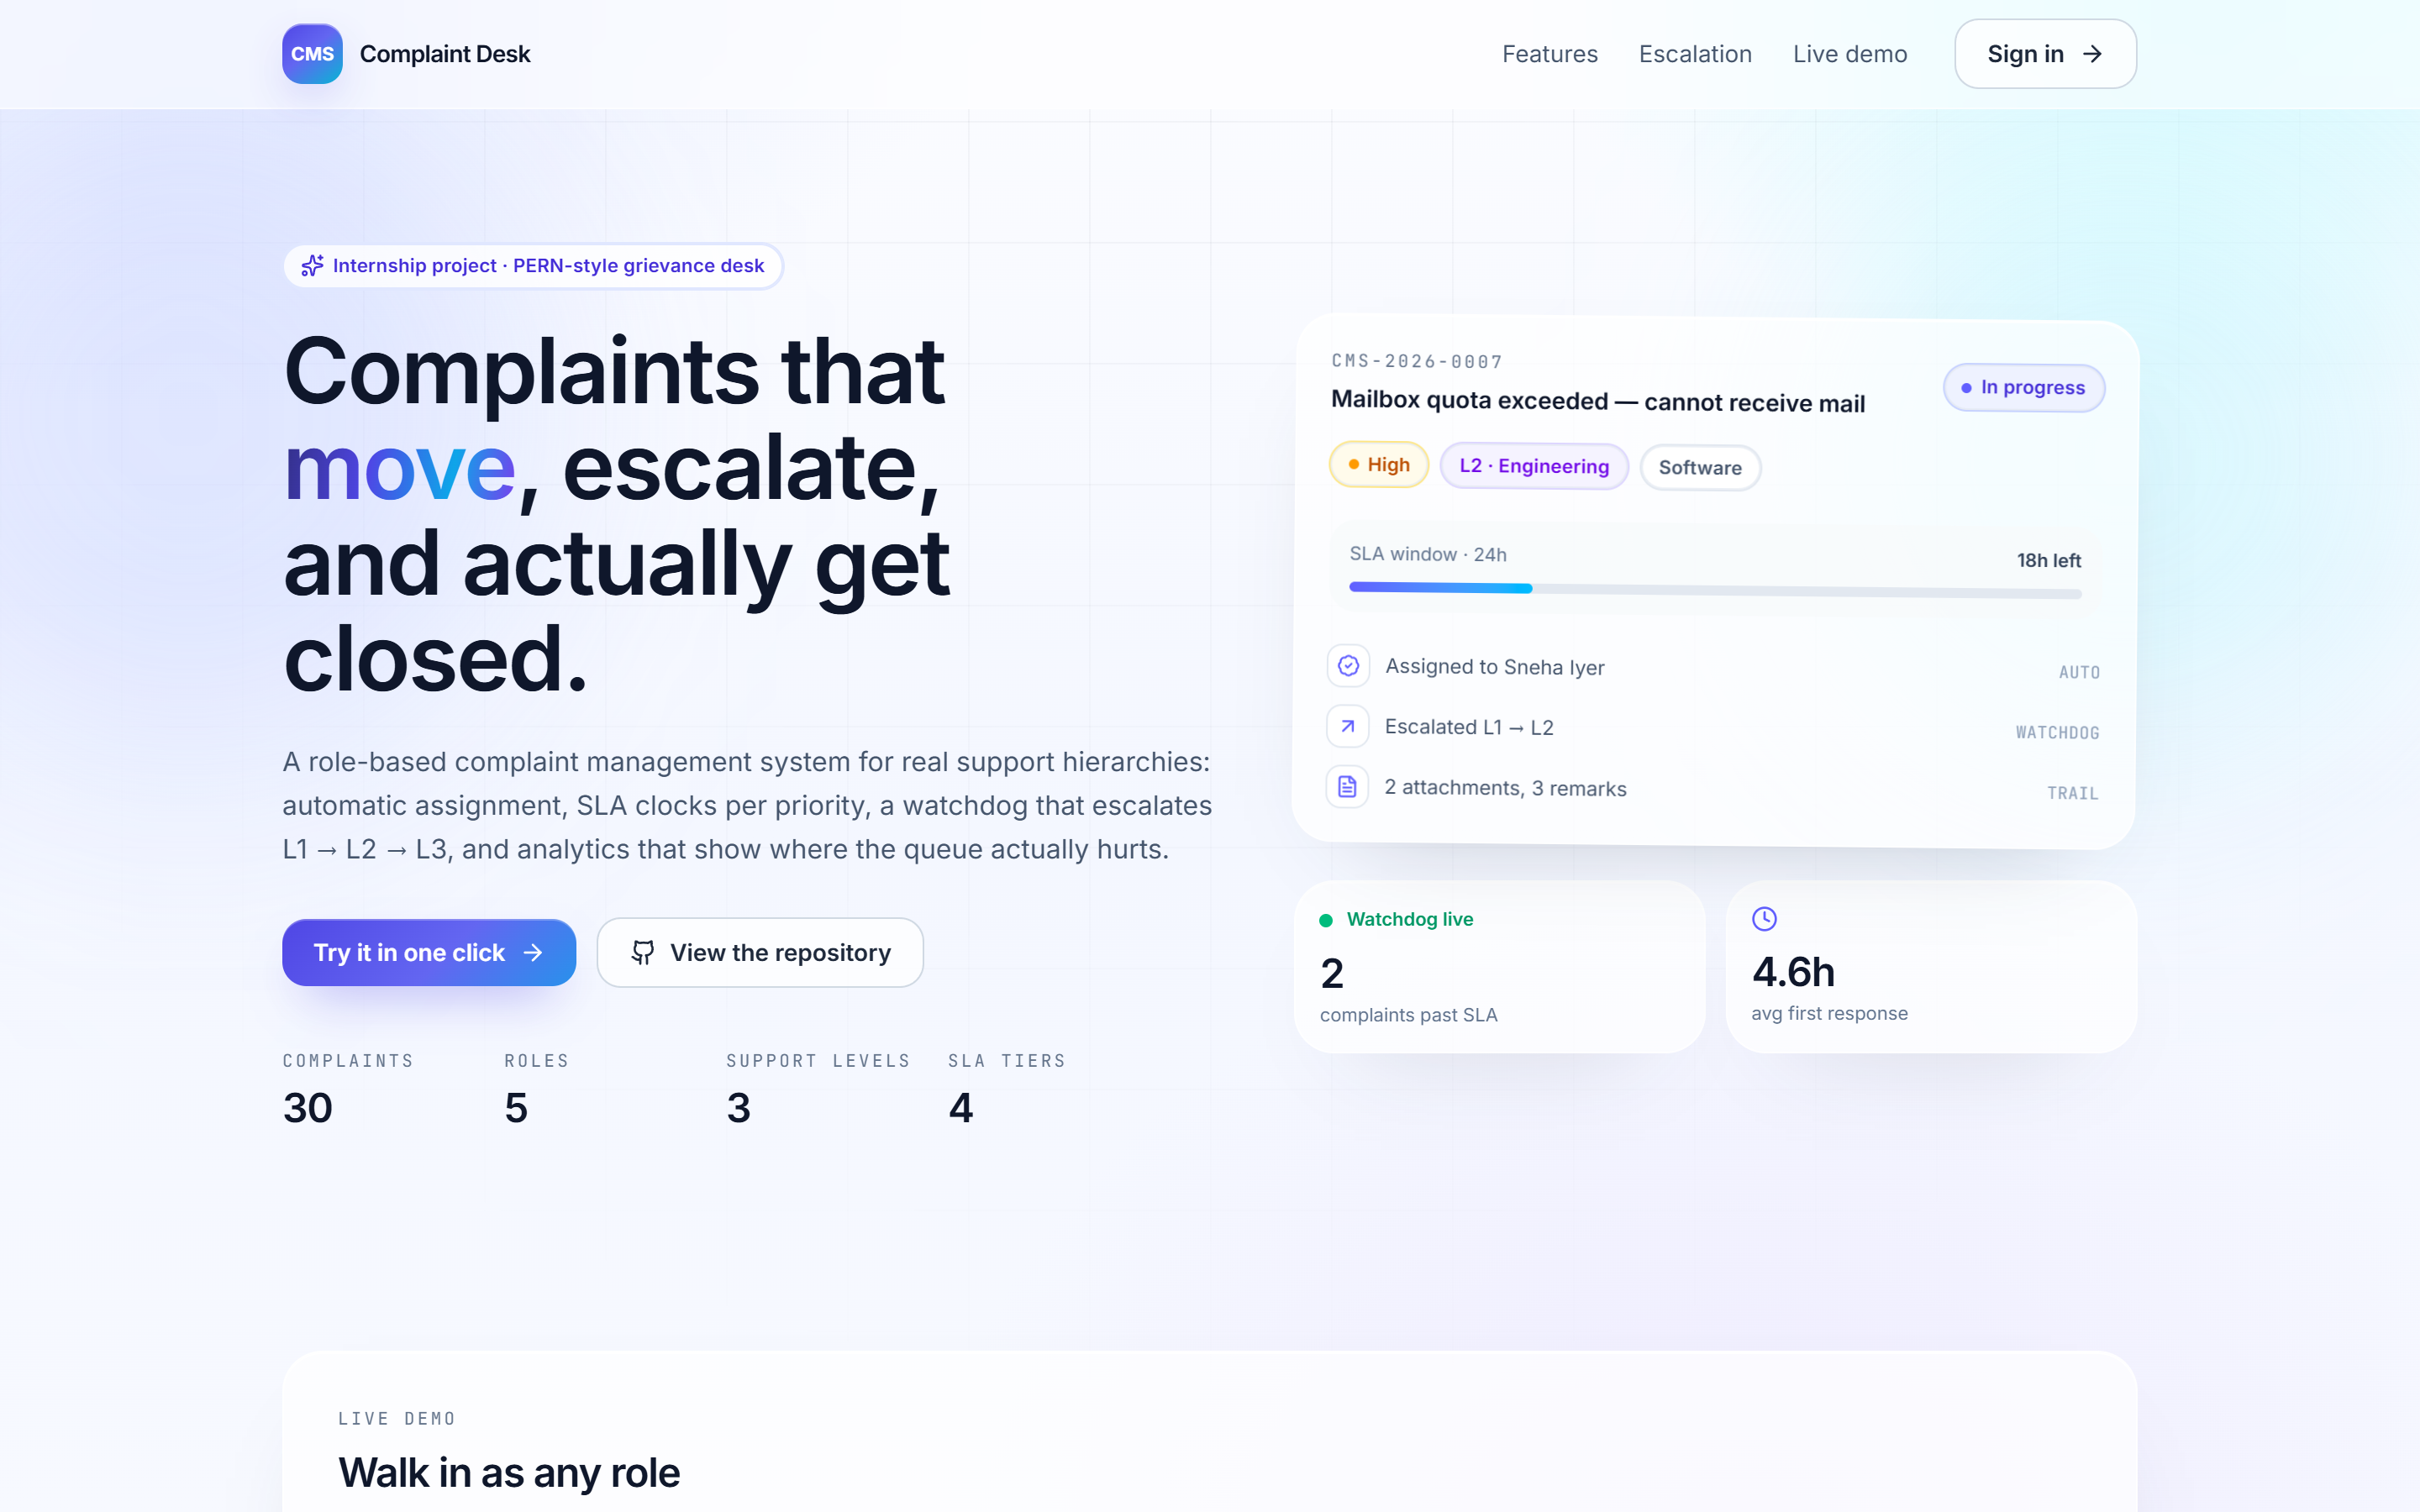 CMS Complaint Desk
Features
Escalation
Live demo
Sign in →
Internship project · PERN-style grievance desk
Complaints that
move, escalate,
and actually get
closed.
A role-based complaint management system for real support hierarchies:
automatic assignment, SLA clocks per priority, a watchdog that escalates
L1 → L2 → L3, and analytics that show where the queue actually hurts.
Try it in one click →
View the repository
COMPLAINTS
30
ROLES
5
SUPPORT LEVELS
3
SLA TIERS
4
CMS-2026-0007
Mailbox quota exceeded — cannot receive mail
In progress
High
L2 · Engineering
Software
SLA window · 24h
18h left
Assigned to Sneha Iyer
AUTO
Escalated L1 → L2
WATCHDOG
2 attachments, 3 remarks
TRAIL
Watchdog live
2
complaints past SLA
4.6h
avg first response
LIVE DEMO
Walk in as any role